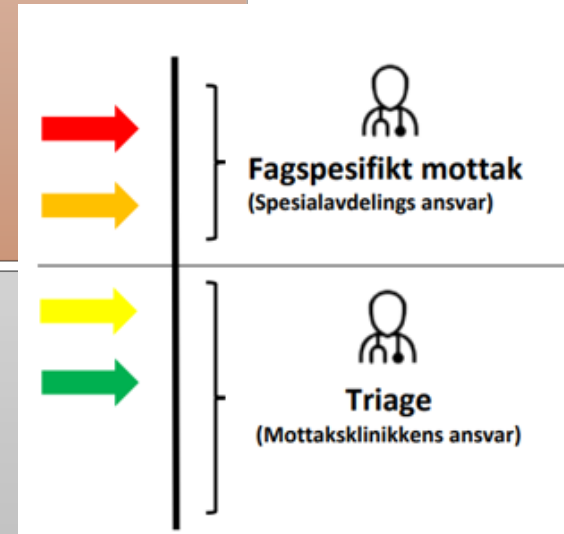 Fagspesifikt mottak
(Spesialavdelings ansvar)
Triage
(Mottaksklinikkens ansvar)